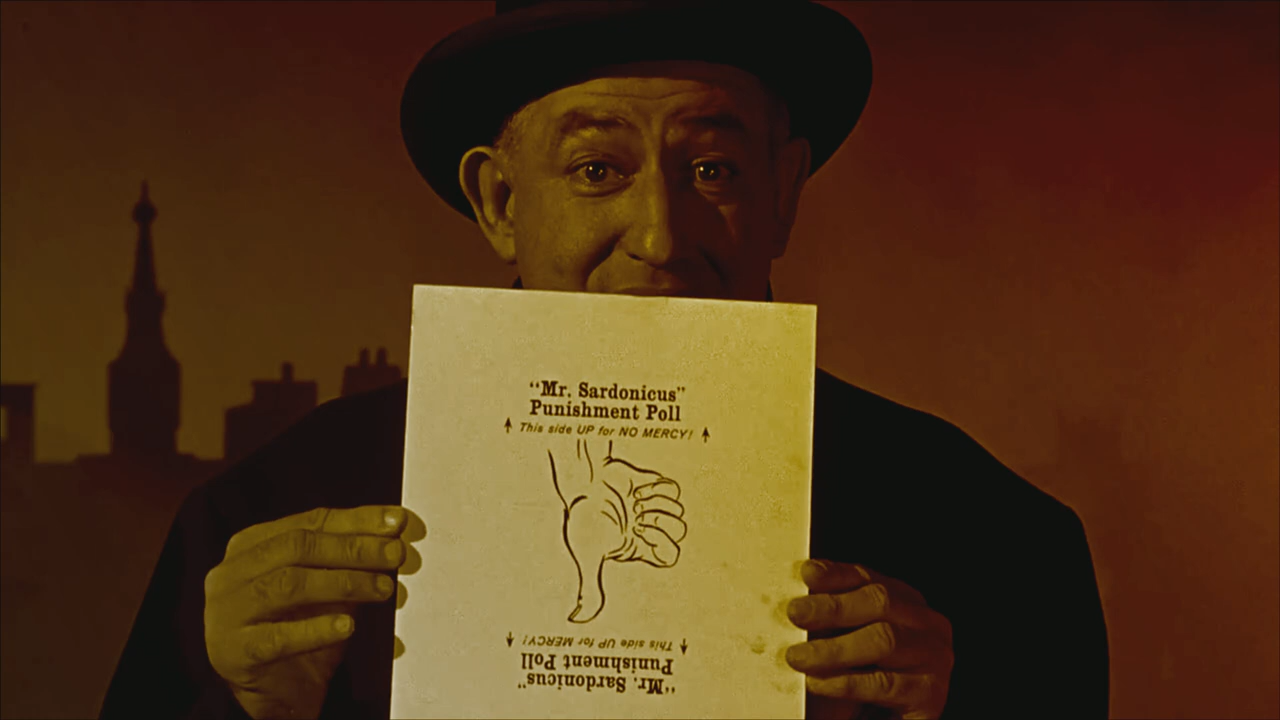 "Mr. Sardonicus"
Punishment Poll
↑ This side UP for NO MERCY! ↑
↑ This side UP for MERCY! ↑
Punishment Poll
"Mr. Sardonicus"